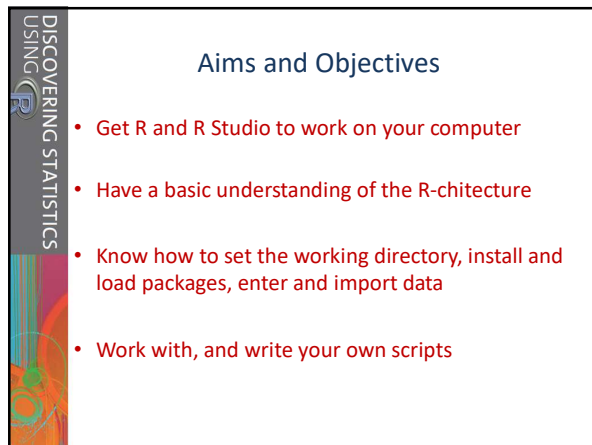 DISCOVERING STATISTICS
USING R
Aims and Objectives
• Get R and R Studio to work on your computer
• Have a basic understanding of the R-chitecture
• Know how to set the working directory, install and
load packages, enter and import data
• Work with, and write your own scripts